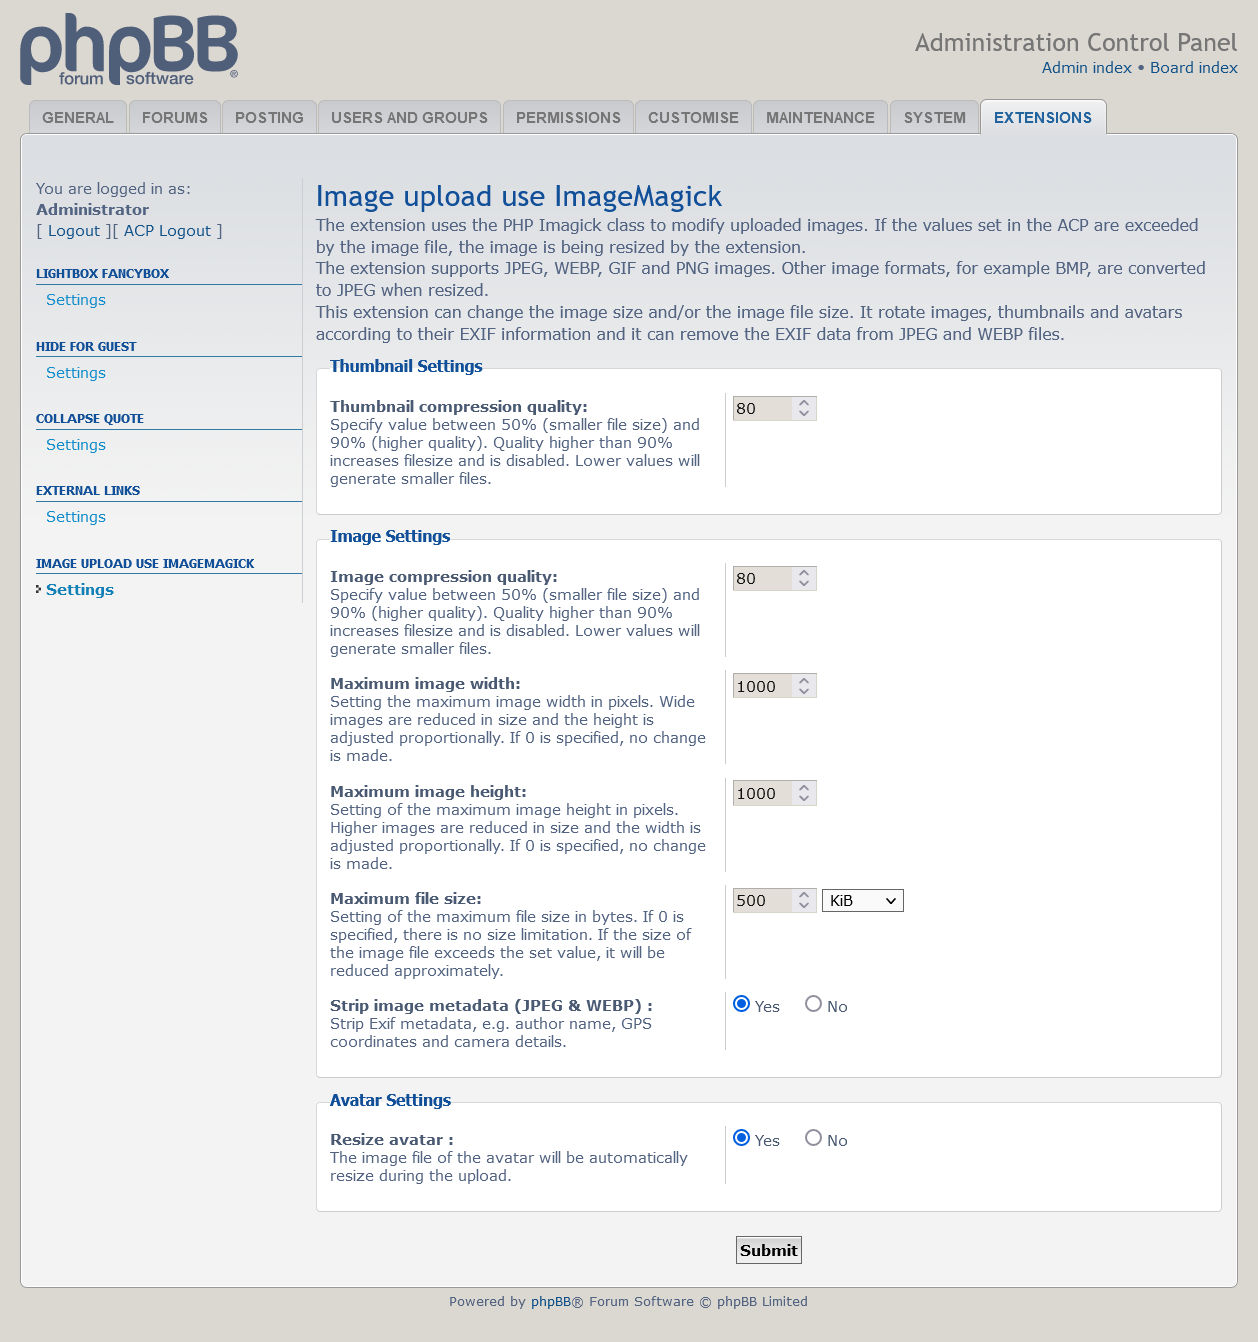 phpBB®
forum software
Administration Control Panel
Admin index • Board index
GENERAL FORUMS POSTING USERS AND GROUPS PERMISSIONS CUSTOMISE MAINTENANCE SYSTEM EXTENSIONS
You are logged in as:
Administrator
[ Logout ][ ACP Logout ]
LIGHTBOX FANCYBOX
Settings
HIDE FOR GUEST
Settings
COLLAPSE QUOTE
Settings
EXTERNAL LINKS
Settings
IMAGE UPLOAD USE IMAGEMAGICK
Settings
Image upload use ImageMagick
The extension uses the PHP Imagick class to modify uploaded images. If the values set in the ACP are exceeded
by the image file, the image is being resized by the extension.
The extension supports JPEG, WEBP, GIF and PNG images. Other image formats, for example BMP, are converted
to JPEG when resized.
This extension can change the image size and/or the image file size. It rotate images, thumbnails and avatars
according to their EXIF information and it can remove the EXIF data from JPEG and WEBP files.
Thumbnail Settings
Thumbnail compression quality:
Specify value between 50% (smaller file size) and
90% (higher quality). Quality higher than 90%
increases filesize and is disabled. Lower values will
generate smaller files.
80
Image Settings
Image compression quality:
Specify value between 50% (smaller file size) and
90% (higher quality). Quality higher than 90%
increases filesize and is disabled. Lower values will
generate smaller files.
80
Maximum image width:
Setting the maximum image width in pixels. Wide
images are reduced in size and the height is
adjusted proportionally. If 0 is specified, no change
is made.
1000
Maximum image height:
Setting of the maximum image height in pixels.
Higher images are reduced in size and the width is
adjusted proportionally. If 0 is specified, no change
is made.
1000
Maximum file size:
Setting of the maximum file size in bytes. If 0 is
specified, there is no size limitation. If the size of
the image file exceeds the set value, it will be
reduced approximately.
500 KiB
Strip image metadata (JPEG & WEBP) :
Strip Exif metadata, e.g. author name, GPS
coordinates and camera details.
Yes No
Avatar Settings
Resize avatar :
The image file of the avatar will be automatically
resize during the upload.
Yes No
Submit
Powered by phpBB® Forum Software © phpBB Limited